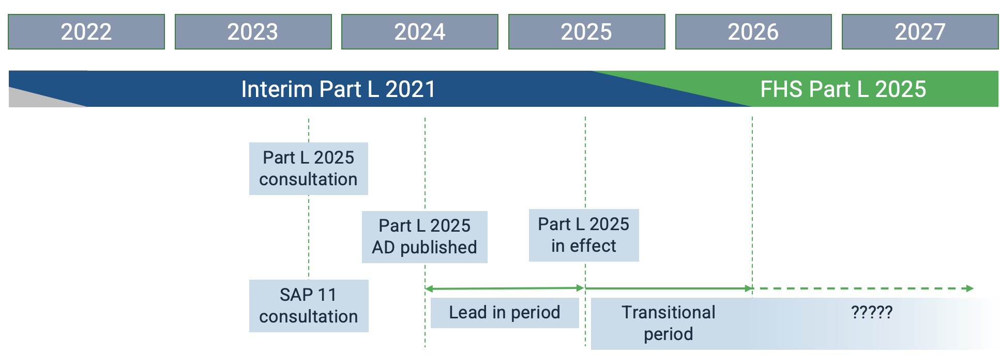 2022
2023
2024
2025
2026
2027
Interim Part L 2021
FHS Part L 2025
Part L 2025
consultation
Part L 2025
AD published
Part L 2025
in effect
SAP 11
consultation
Lead in period
Transitional
period
?????